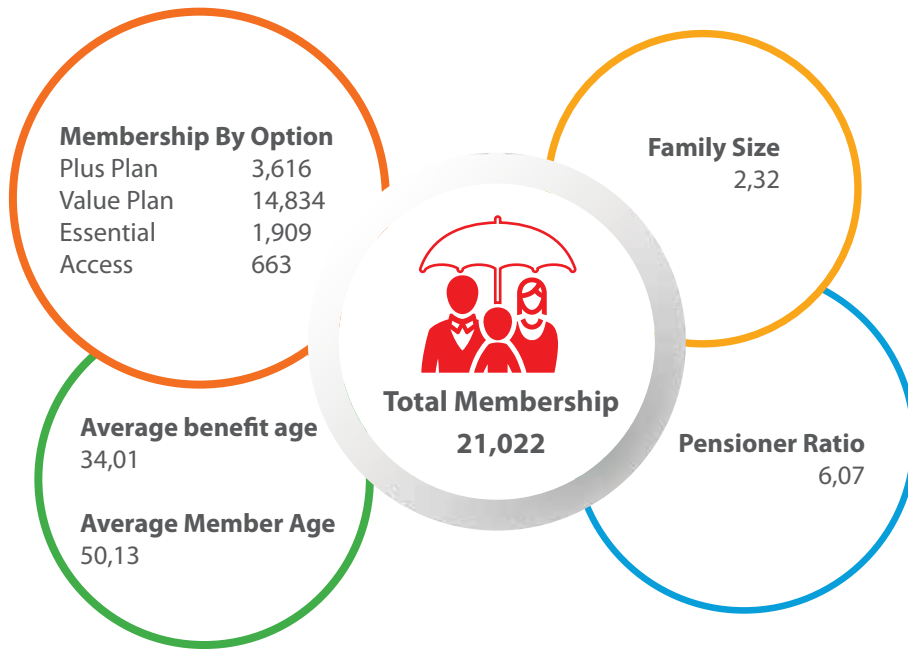 Membership By Option
Plus Plan 3,616
Value Plan 14,834
Essential 1,909
Access 663
Family Size
2,32
Total Membership
21,022
Average benefit age
34,01
Average Member Age
50,13
Pensioner Ratio
6,07